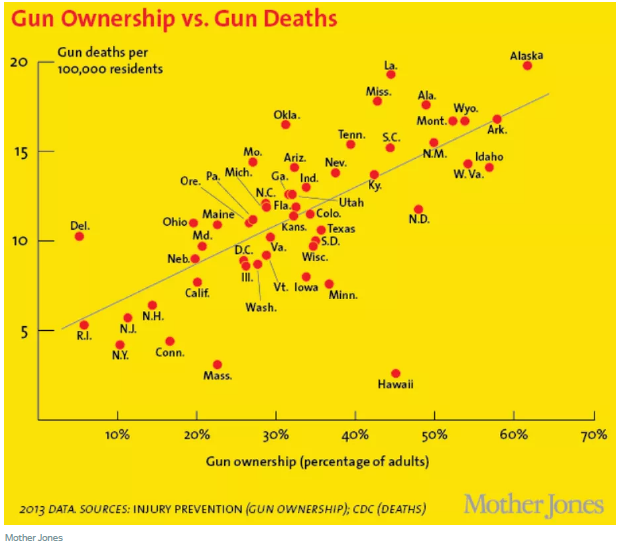 Gun Ownership vs. Gun Deaths
Gun deaths per
100,000 residents
20
15
10
5
Alaska
La.
Miss.
Ala.
Wyo.
Mont.
Ark.
Okla.
Tenn.
S.C.
N.M.
Idaho
W. Va.
Mo.
Ariz.
Nev.
Ky.
Pa.
Mich.
Ga.
Ind.
Ore.
N.C.
Utah
Fla.
Colo.
N.D.
Del.
Ohio
Maine
Kans.
Texas
Md.
D.C.
Va.
S.D.
Wisc.
Neb.
Ill.
Vt.
Iowa
Minn.
Calif.
Wash.
N.H.
N.J.
R.I.
N.Y.
Conn.
Mass.
Hawaii
10%
20%
30%
40%
50%
60%
70%
Gun ownership (percentage of adults)
2013 DATA. SOURCES: INJURY PREVENTION (GUN OWNERSHIP); CDC (DEATHS)
Mother Jones
Mother Jones